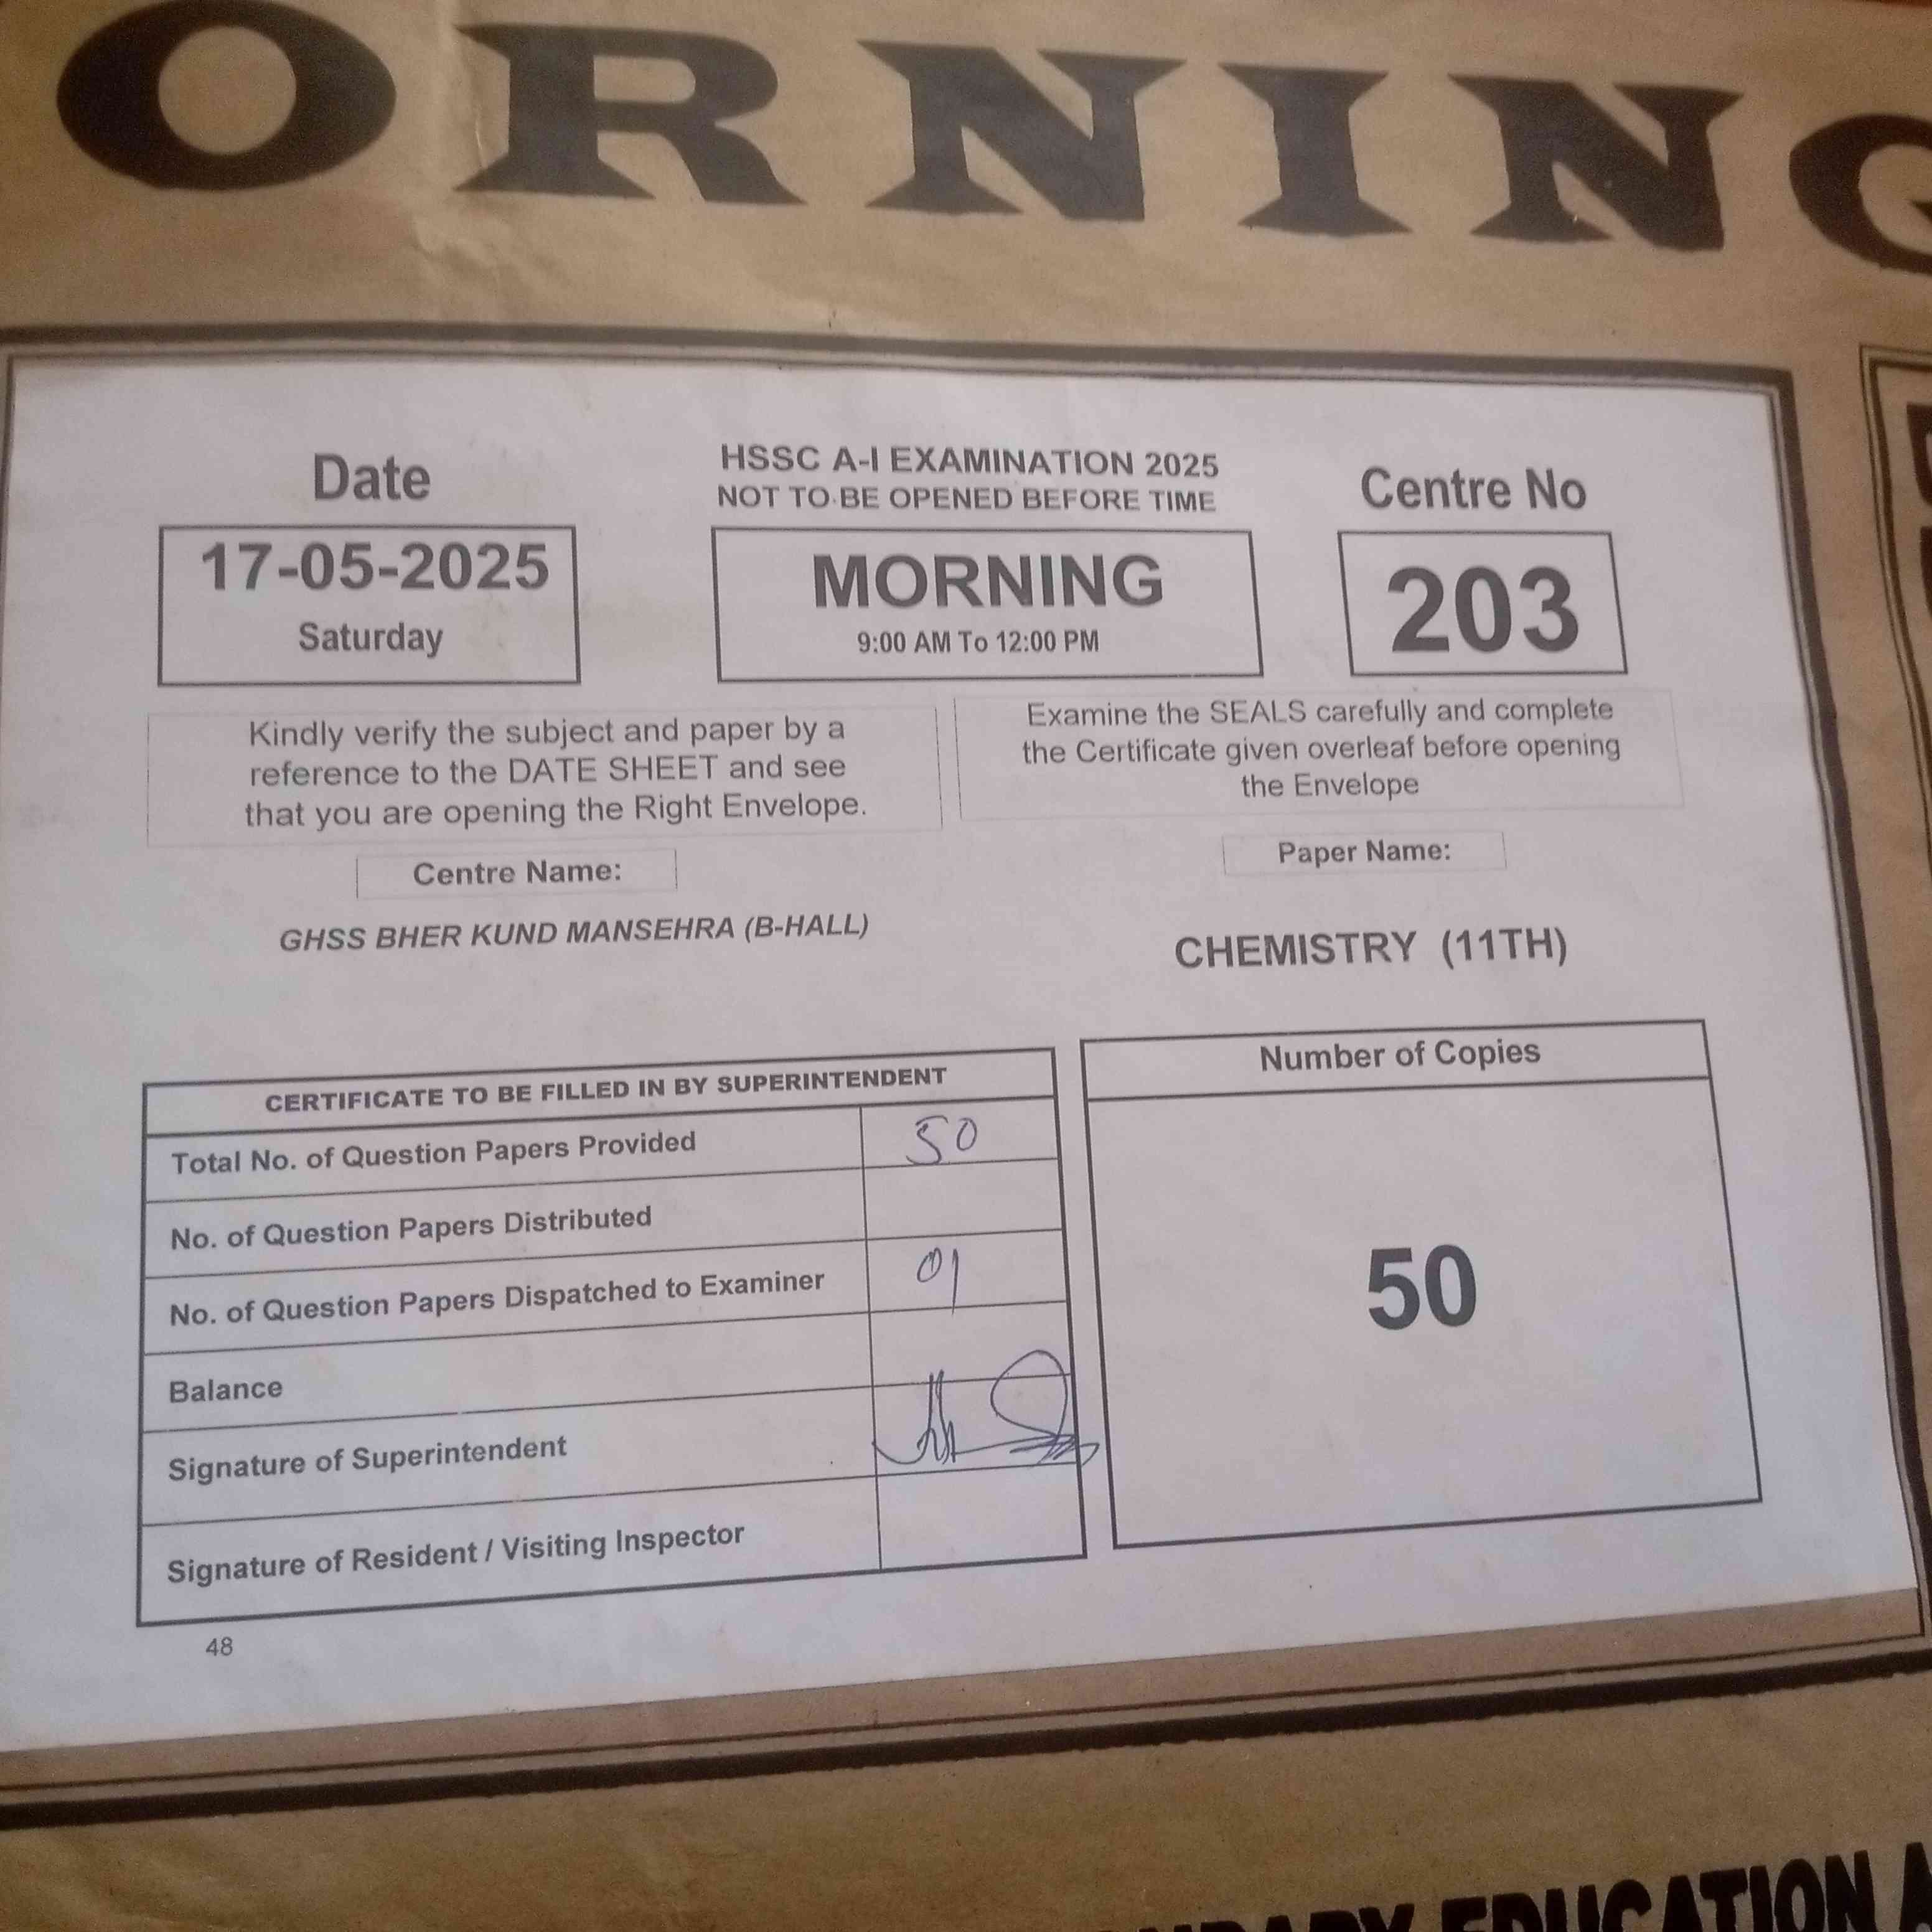 ORNING
Date
17-05-2025
Saturday
HSSC A-I EXAMINATION 2025
NOT TO BE OPENED BEFORE TIME
MORNING
9:00 AM To 12:00 PM
Centre No
203
Kindly verify the subject and paper by a
reference to the DATE SHEET and see
that you are opening the Right Envelope.
Examine the SEALS carefully and complete
the Certificate given overleaf before opening
the Envelope
Centre Name:
GHSS BHER KUND MANSEHRA (B-HALL)
Paper Name:
CHEMISTRY (11TH)
CERTIFICATE TO BE FILLED IN BY SUPERINTENDENT
Total No. of Question Papers Provided 50
No. of Question Papers Distributed
No. of Question Papers Dispatched to Examiner 01
Balance
Signature of Superintendent
Signature of Resident / Visiting Inspector
Number of Copies
50
48
EDUCATION